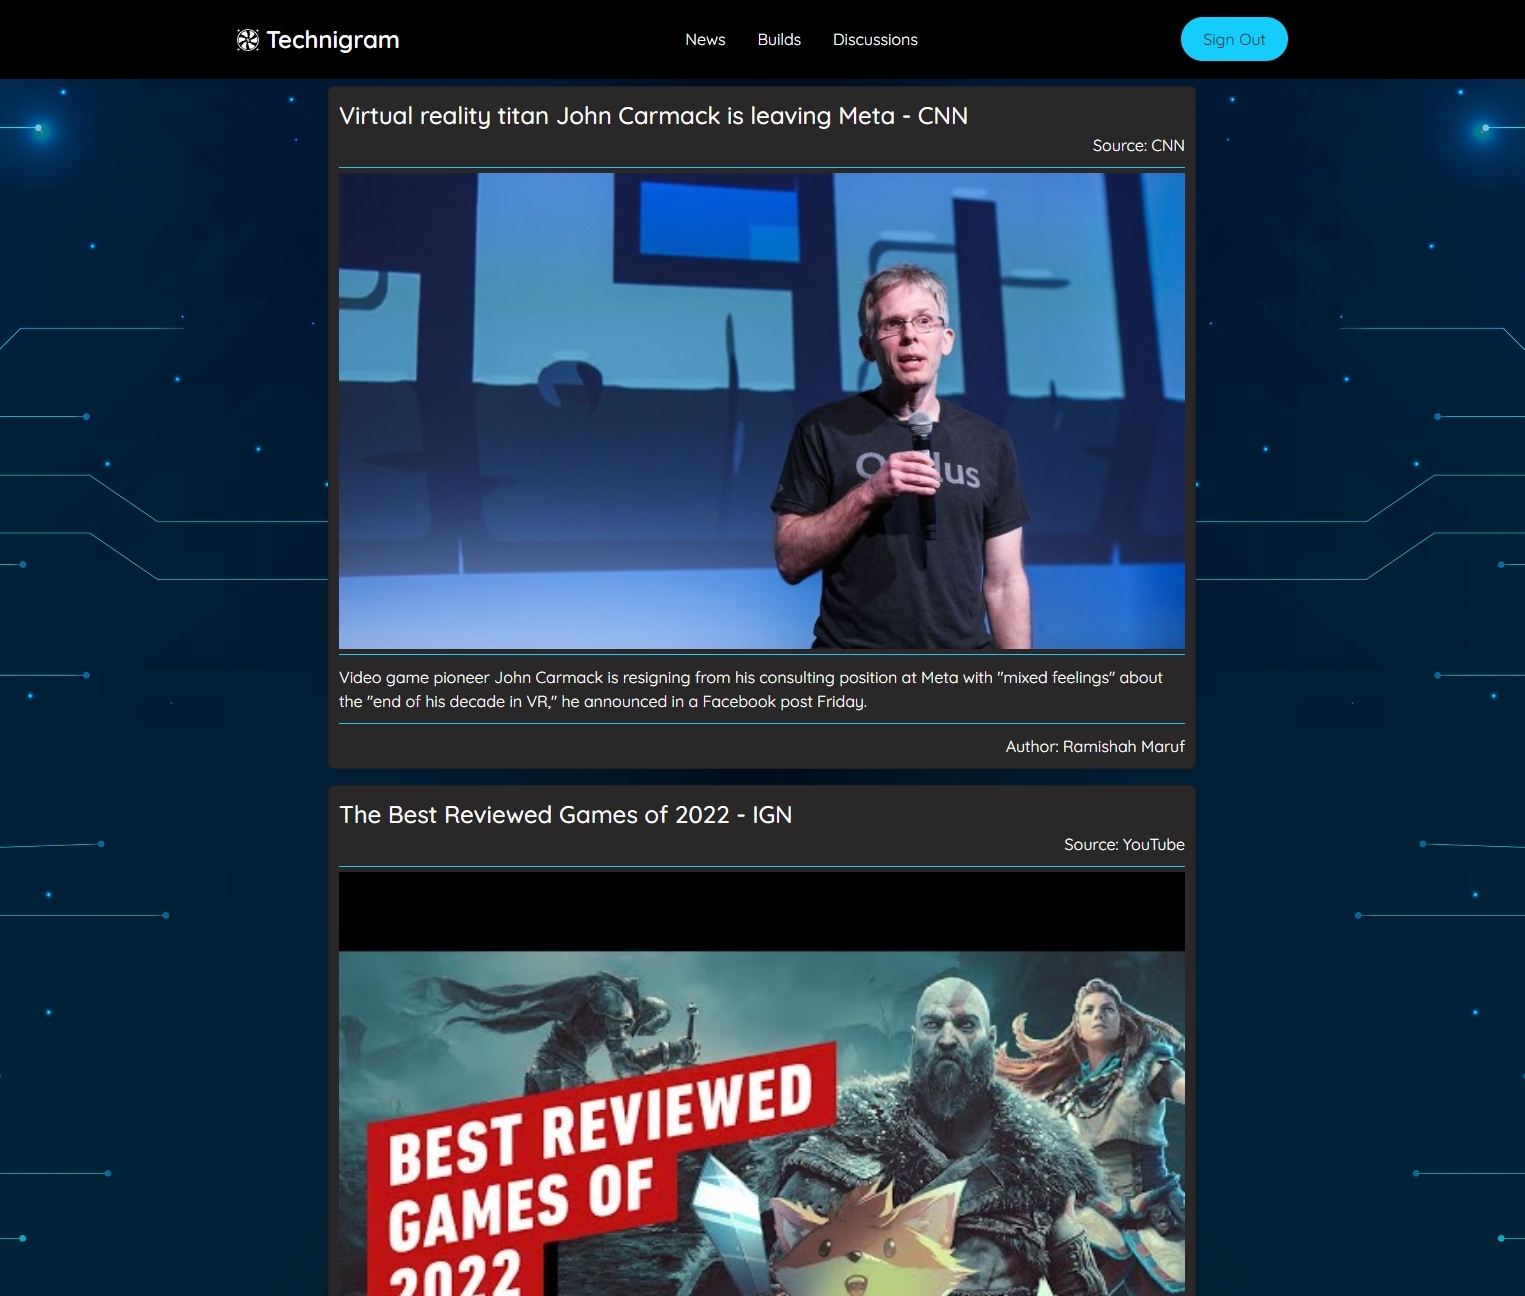 Technigram
News
Builds
Discussions
Sign Out
Virtual reality titan John Carmack is leaving Meta - CNN
Source: CNN
Video game pioneer John Carmack is resigning from his consulting position at Meta with "mixed feelings" about
the "end of his decade in VR," he announced in a Facebook post Friday.
Author: Ramishah Maruf
The Best Reviewed Games of 2022 - IGN
Source: YouTube
BEST REVIEWED
GAMES OF
2022